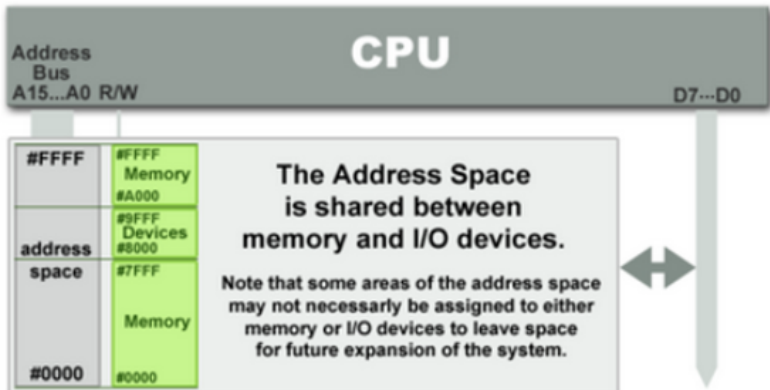 CPU
Address
Bus
A15...A0 R/W
D7---D0
#FFFF
address
space
#0000
#FFFF
Memory
#A000
#9FFF
Devices
#8000
#7FFF
Memory
#0000
The Address Space
is shared between
memory and I/O devices.
Note that some areas of the address space
may not necessarly be assigned to either
memory or I/O devices to leave space
for future expansion of the system.